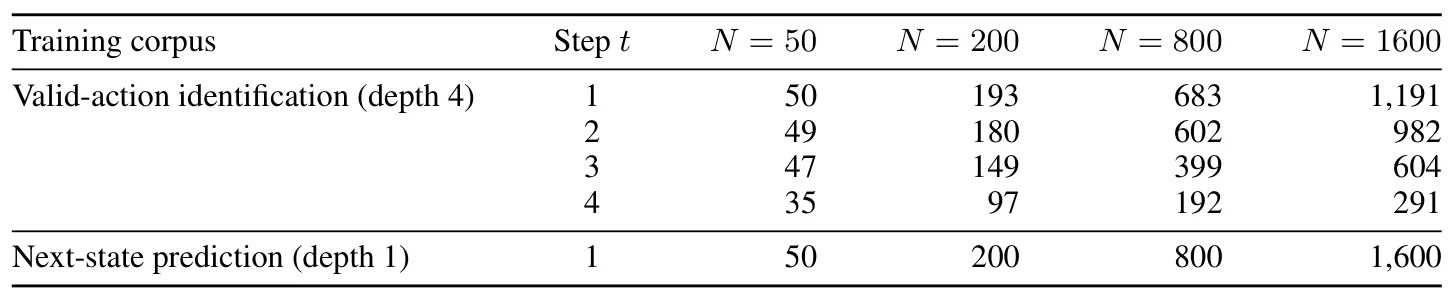 Training corpus Step t N = 50 N = 200 N = 800 N = 1600
Valid-action identification (depth 4) 1 50 193 683 1,191
2 49 180 602 982
3 47 149 399 604
4 35 97 192 291
Next-state prediction (depth 1) 1 50 200 800 1,600